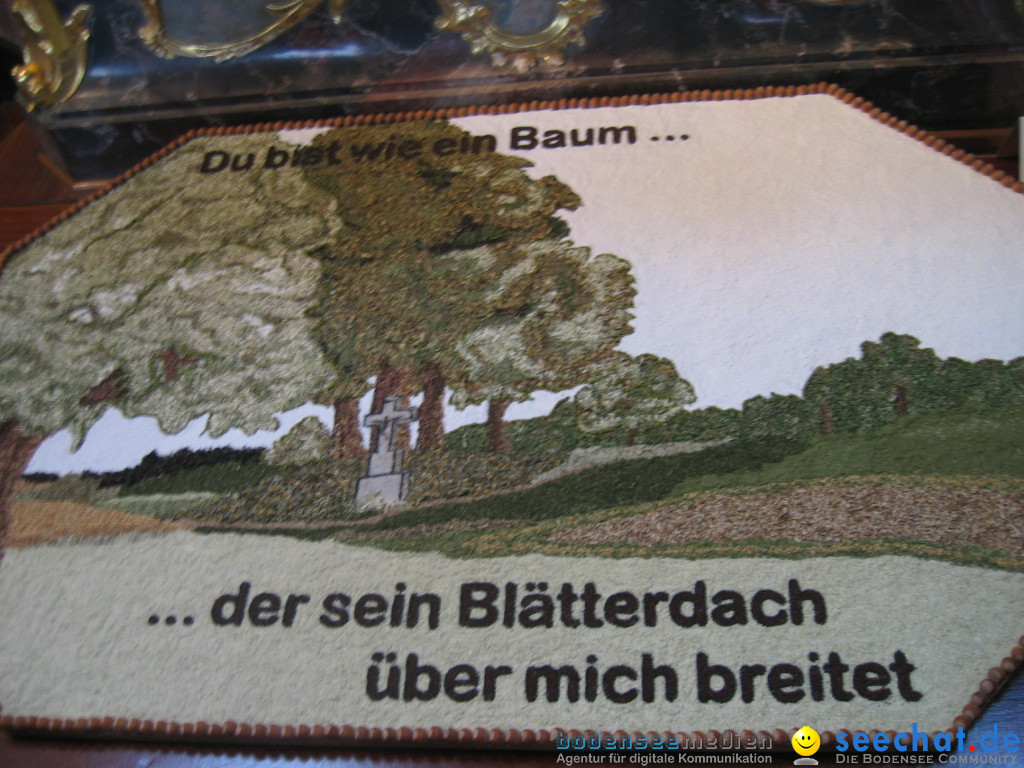 Du bist wie ein Baum ...
... der sein Blätterdach
über mich breitet
bodenseemedien
Agentur für digitale Kommunikation
seechat.de
Die Bodensee Community